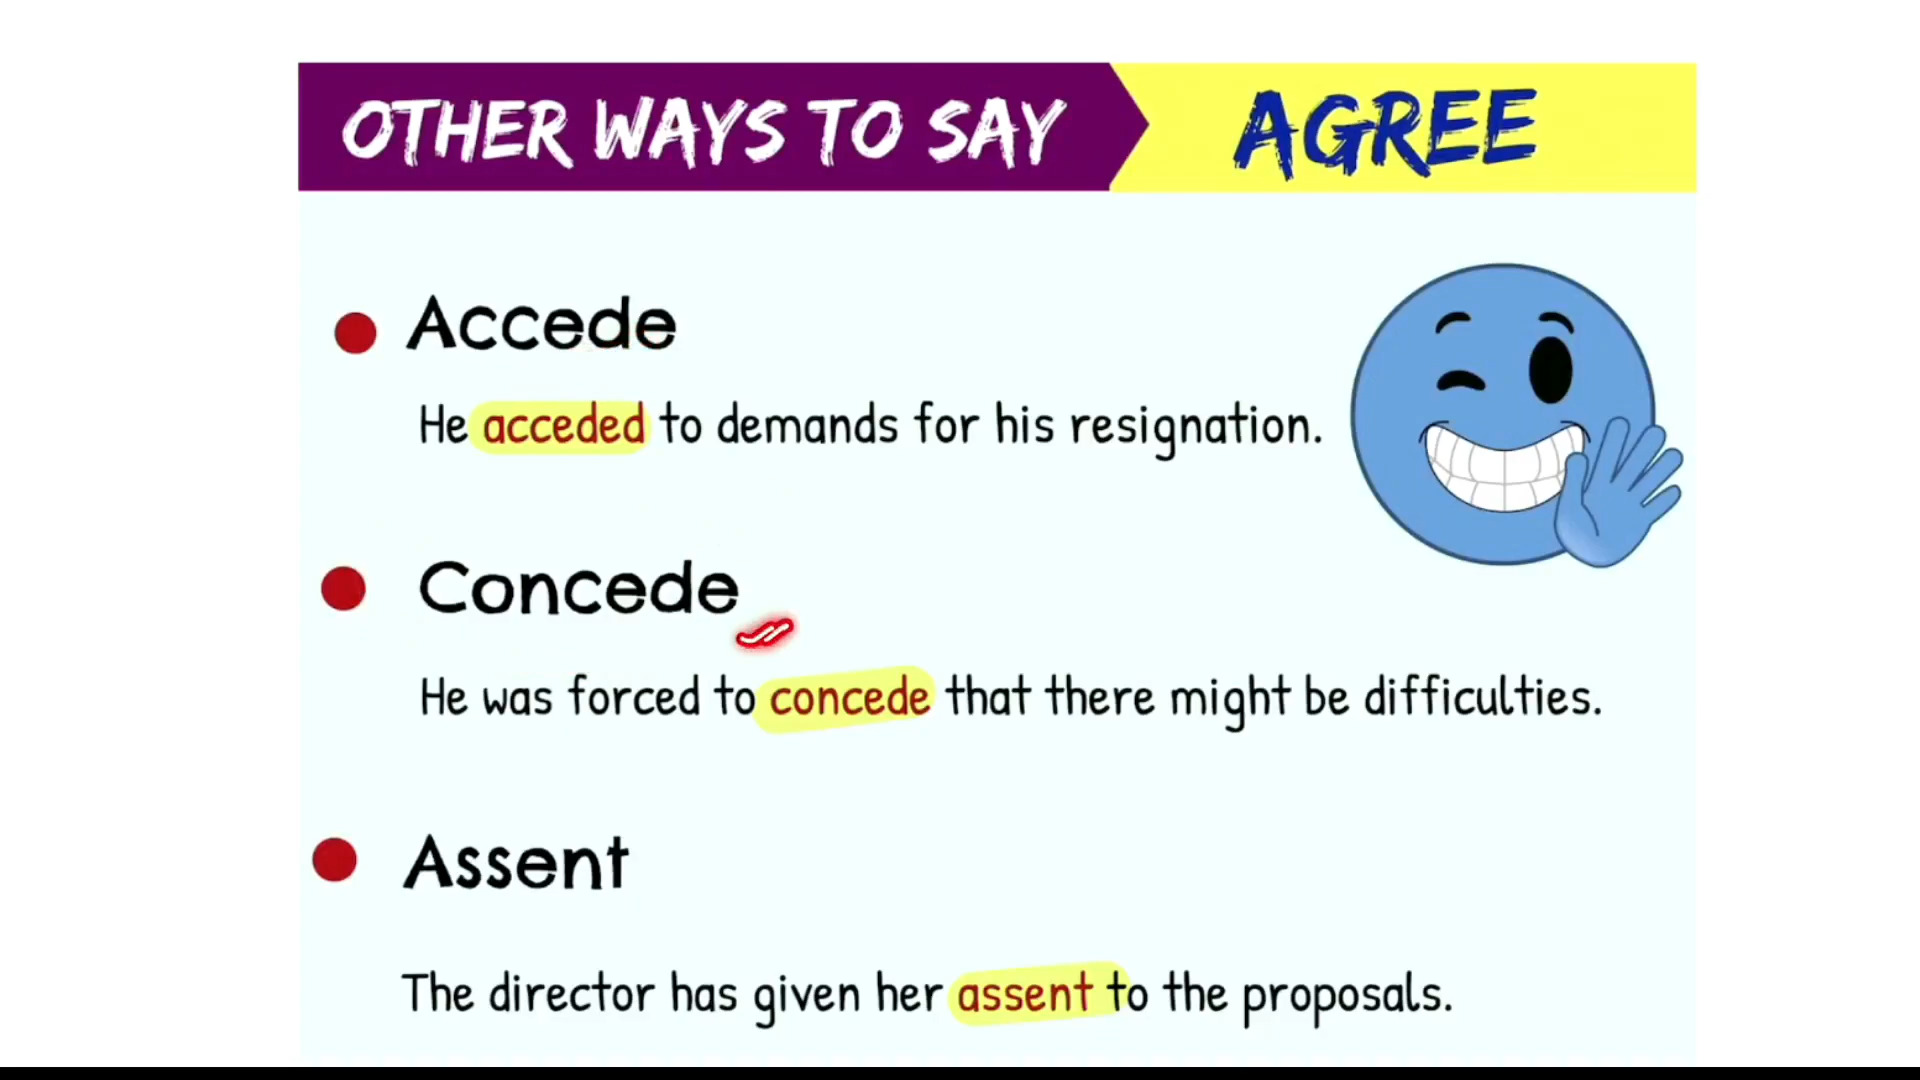 OTHER WAYS TO SAY AGREE
Accede
He acceded to demands for his resignation.
Concede
He was forced to concede that there might be difficulties.
Assent
The director has given her assent to the proposals.